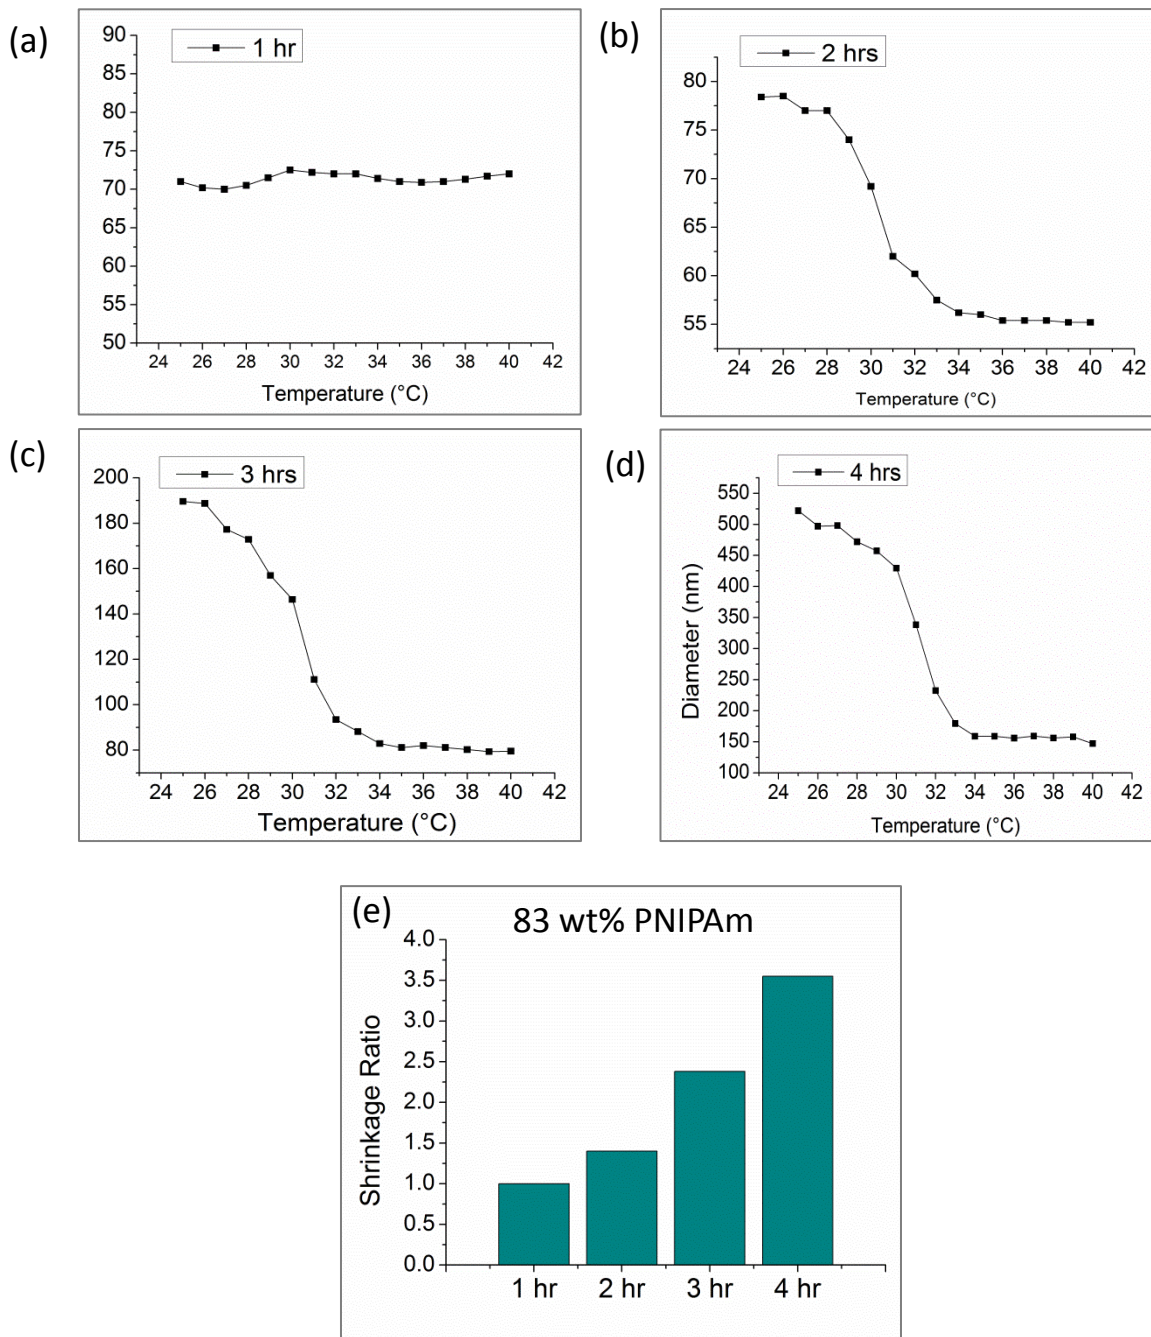 (a)
1 hr
90
85
80
75
70
65
60
55
50
24 26 28 30 32 34 36 38 40 42
Temperature (°C)
(b)
2 hrs
80
75
70
65
60
55
24 26 28 30 32 34 36 38 40 42
Temperature (°C)
(c)
3 hrs
200
180
160
140
120
100
80
24 26 28 30 32 34 36 38 40 42
Temperature (°C)
(d)
4 hrs
Diameter (nm)
550
500
450
400
350
300
250
200
150
100
24 26 28 30 32 34 36 38 40 42
Temperature (°C)
(e)
83 wt% PNIPAm
Shrinkage Ratio
4.0
3.5
3.0
2.5
2.0
1.5
1.0
0.5
0.0
1 hr 2 hr 3 hr 4 hr